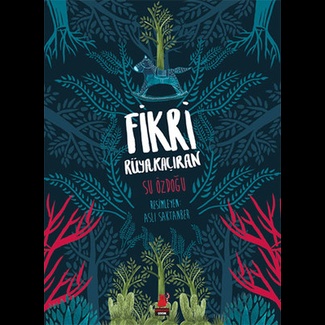 FİKRİ
RÜYAKAÇIRAN
SU ÖZDOĞU
RESİMLEYEN
ASLI SAKTANBER